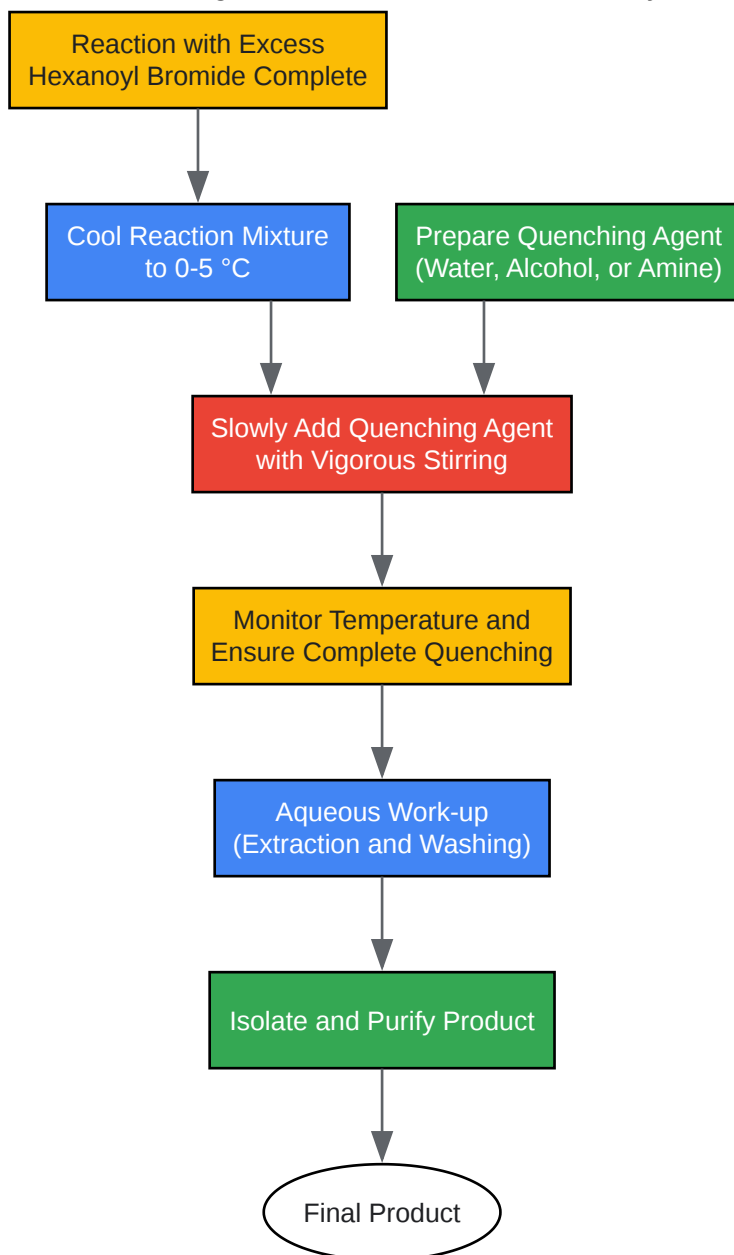 Reaction with Excess
Hexanoyl Bromide Complete
Cool Reaction Mixture
to 0-5 °C
Prepare Quenching Agent
(Water, Alcohol, or Amine)
Slowly Add Quenching Agent
with Vigorous Stirring
Monitor Temperature and
Ensure Complete Quenching
Aqueous Work-up
(Extraction and Washing)
Isolate and Purify Product
Final Product